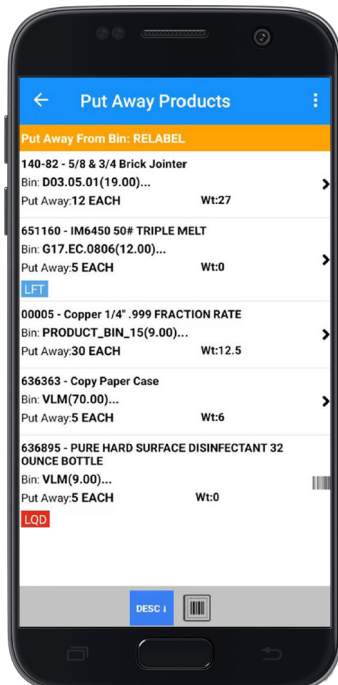 Put Away Products
Put Away From Bin: RELABEL
140-82 - 5/8 & 3/4 Brick Jointer
Bin: D03.05.01(19.00)...
Put Away:12 EACH Wt:27
651160 - IM6450 50# TRIPLE MELT
Bin: G17.EC.0806(12.00)...
Put Away:5 EACH Wt:0
LFT
00005 - Copper 1/4" .999 FRACTION RATE
Bin: PRODUCT_BIN_15(9.00)...
Put Away:30 EACH Wt:12.5
636363 - Copy Paper Case
Bin: VLM(70.00)...
Put Away:5 EACH Wt:6
636895 - PURE HARD SURFACE DISINFECTANT 32
OUNCE BOTTLE
Bin: VLM(9.00)...
Put Away:5 EACH Wt:0
LQD
DESC↓